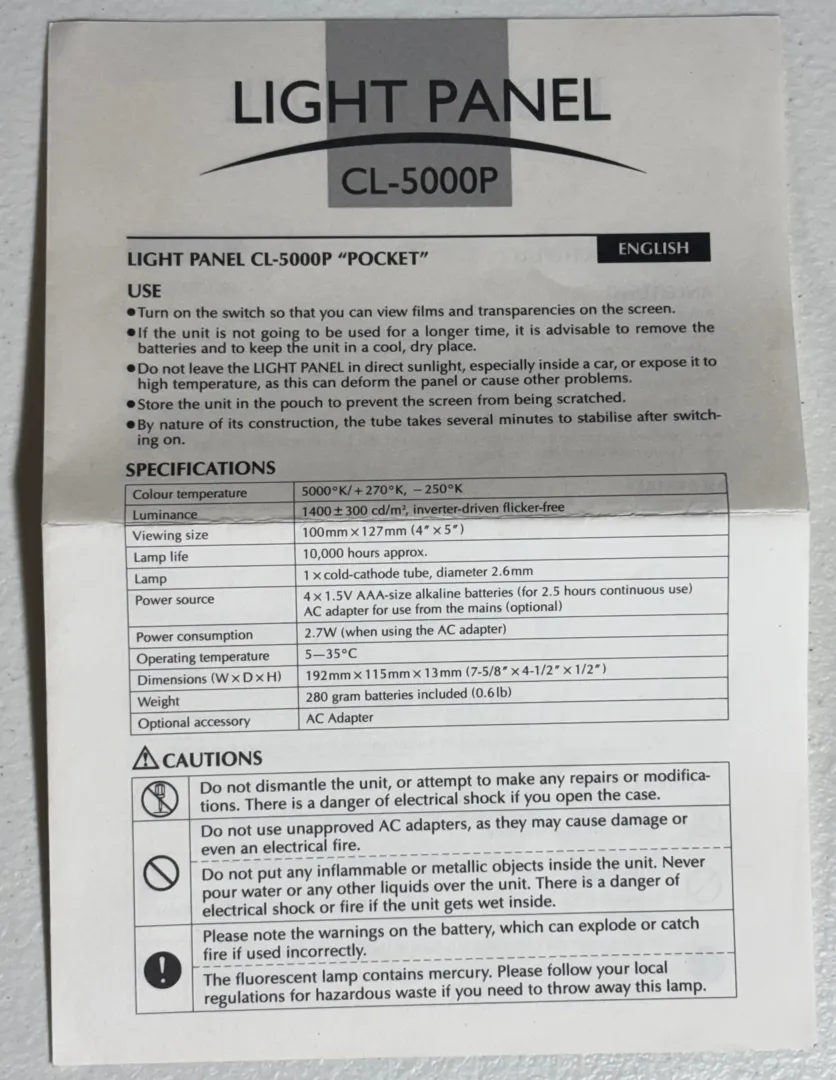 LIGHT PANEL
CL-5000P
ENGLISH
LIGHT PANEL CL-5000P “POCKET”
USE
●Turn on the switch so that you can view films and transparencies on the screen.
●If the unit is not going to be used for a longer time, it is advisable to remove the
batteries and to keep the unit in a cool, dry place.
●Do not leave the LIGHT PANEL in direct sunlight, especially inside a car, or expose it to
high temperature, as this can deform the panel or cause other problems.
●Store the unit in the pouch to prevent the screen from being scratched.
●By nature of its construction, the tube takes several minutes to stabilise after switch-
ing on.
SPECIFICATIONS
Colour temperature 5000°K/+270°K, −250°K
Luminance 1400±300 cd/m², inverter-driven flicker-free
Viewing size 100mm×127mm (4″×5″)
Lamp life 10,000 hours approx.
Lamp 1×cold-cathode tube, diameter 2.6mm
Power source 4×1.5V AAA-size alkaline batteries (for 2.5 hours continuous use)
AC adapter for use from the mains (optional)
Power consumption 2.7W (when using the AC adapter)
Operating temperature 5—35°C
Dimensions (W×D×H) 192mm×115mm×13mm (7-5/8″×4-1/2″×1/2″)
Weight 280 gram batteries included (0.6lb)
Optional accessory AC Adapter
CAUTIONS
Do not dismantle the unit, or attempt to make any repairs or modifica-
tions. There is a danger of electrical shock if you open the case.
Do not use unapproved AC adapters, as they may cause damage or
even an electrical fire.
Do not put any inflammable or metallic objects inside the unit. Never
pour water or any other liquids over the unit. There is a danger of
electrical shock or fire if the unit gets wet inside.
Please note the warnings on the battery, which can explode or catch
fire if used incorrectly.
The fluorescent lamp contains mercury. Please follow your local
regulations for hazardous waste if you need to throw away this lamp.